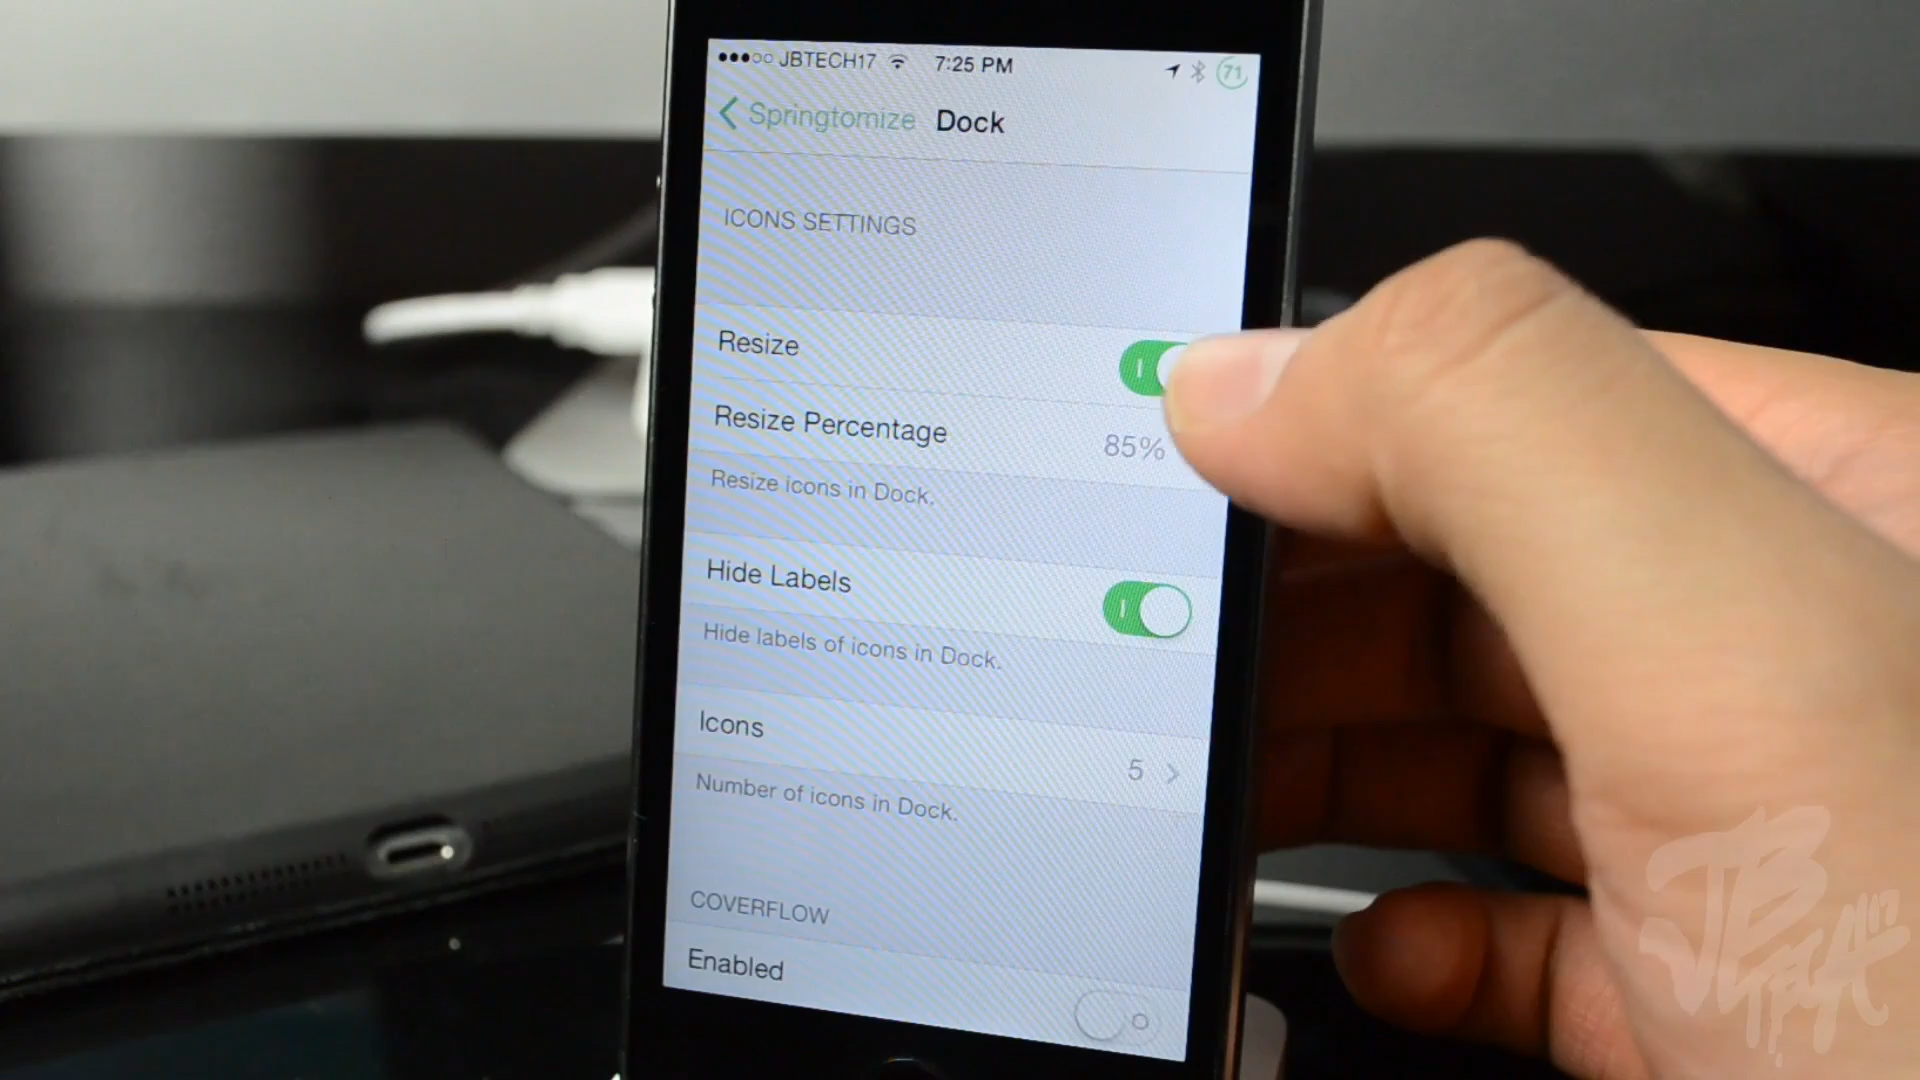 JBTECH17 7:25 PM 71
Springtomize Dock
ICONS SETTINGS
Resize
Resize Percentage 85%
Resize icons in Dock.
Hide Labels
Hide labels of icons in Dock.
Icons 5
Number of icons in Dock.
COVERFLOW
Enabled